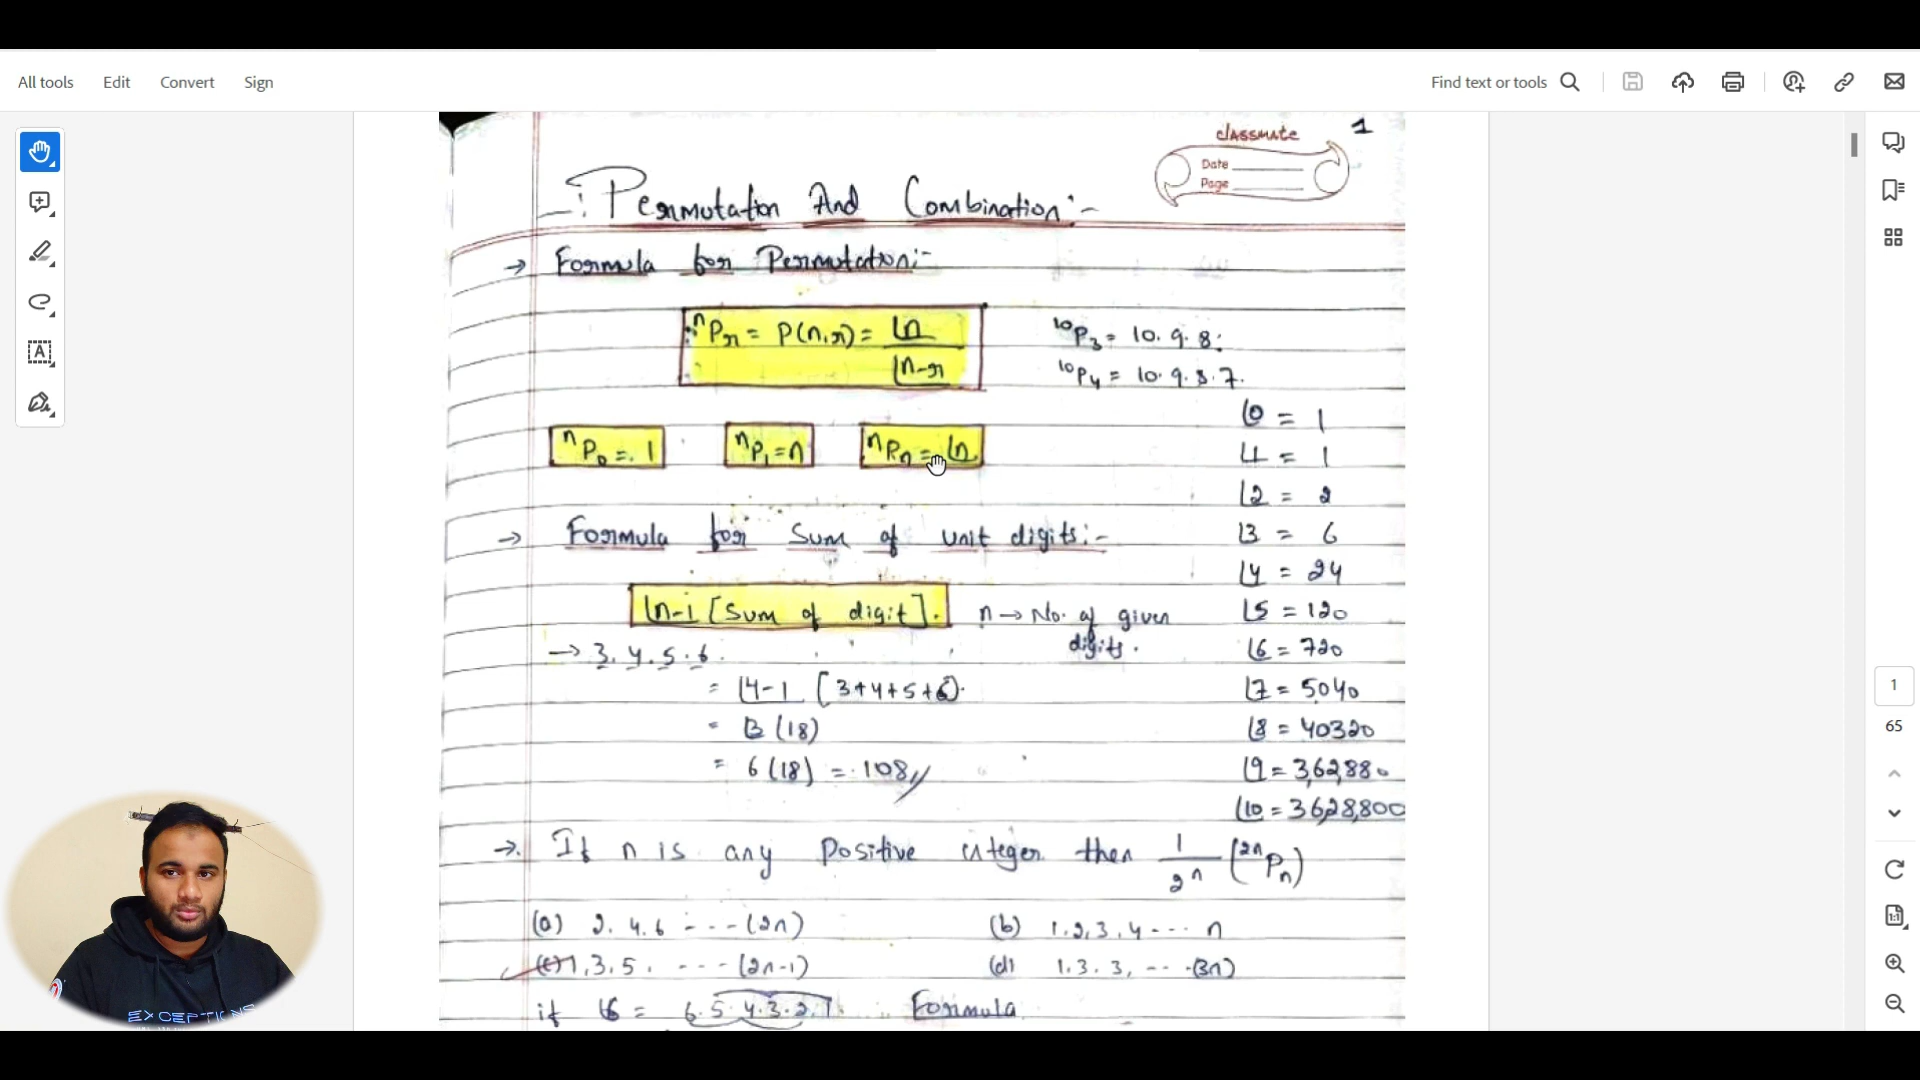 All tools Edit Convert Sign Find text or tools
classmate 1
Date
Page
:Permutation And Combination:-
→ Formula for Permutation:-
ⁿPr = P(n,r) = ⌊n / ⌊n-r ¹⁰P₃ = 10.9.8.
¹⁰P₄ = 10.9.8.7.
⌊0 = 1
ⁿP₀ = 1 ⁿP₁ = n ⁿPn = ⌊n ⌊1 = 1
⌊2 = 2
→ Formula for Sum of unit digits:- ⌊3 = 6
⌊4 = 24
⌊n-1 [Sum of digit]. n → No. of given ⌊5 = 120
→ 3.4.5.6. digits. ⌊6 = 720
= ⌊4-1 [3+4+5+6). ⌊7 = 5040
= ⌊3 (18) ⌊8 = 40320
= 6(18) = 108 ⌊9 = 3,62,880
⌊10 = 3628,800
→. If n is any Positive integer then 1/2ⁿ (²ⁿPn)
(a) 2.4.6 ---- (2n) (b) 1.2,3.4---- n
(c) 1,3,5. ---- (2n-1) (d) 1.3.3, ---- (3n)
if ⌊6 = 6.5.4.3.2.1. Formula
1
65
EXCEPTIONS